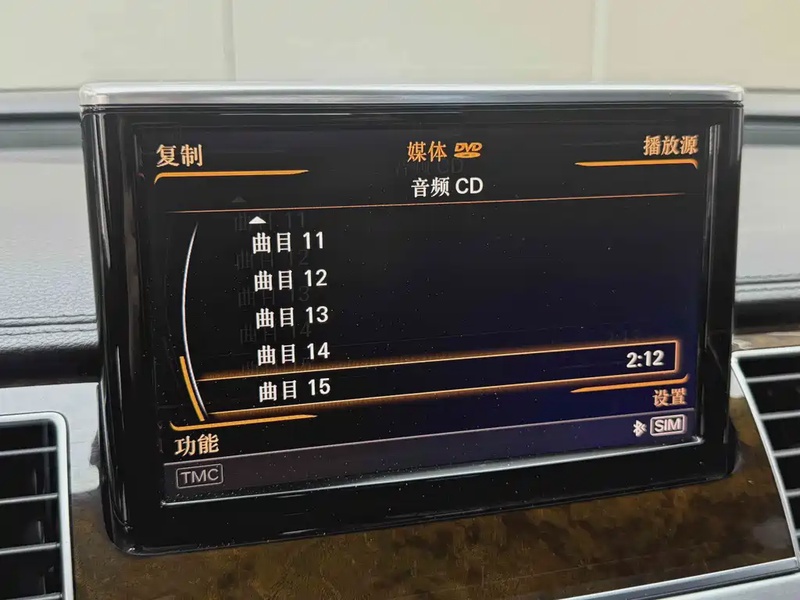 复制
媒体 DVD
播放源
音频 CD
曲目 11
曲目 12
曲目 13
曲目 14
曲目 15 2:12
设置
功能
SIM
TMC